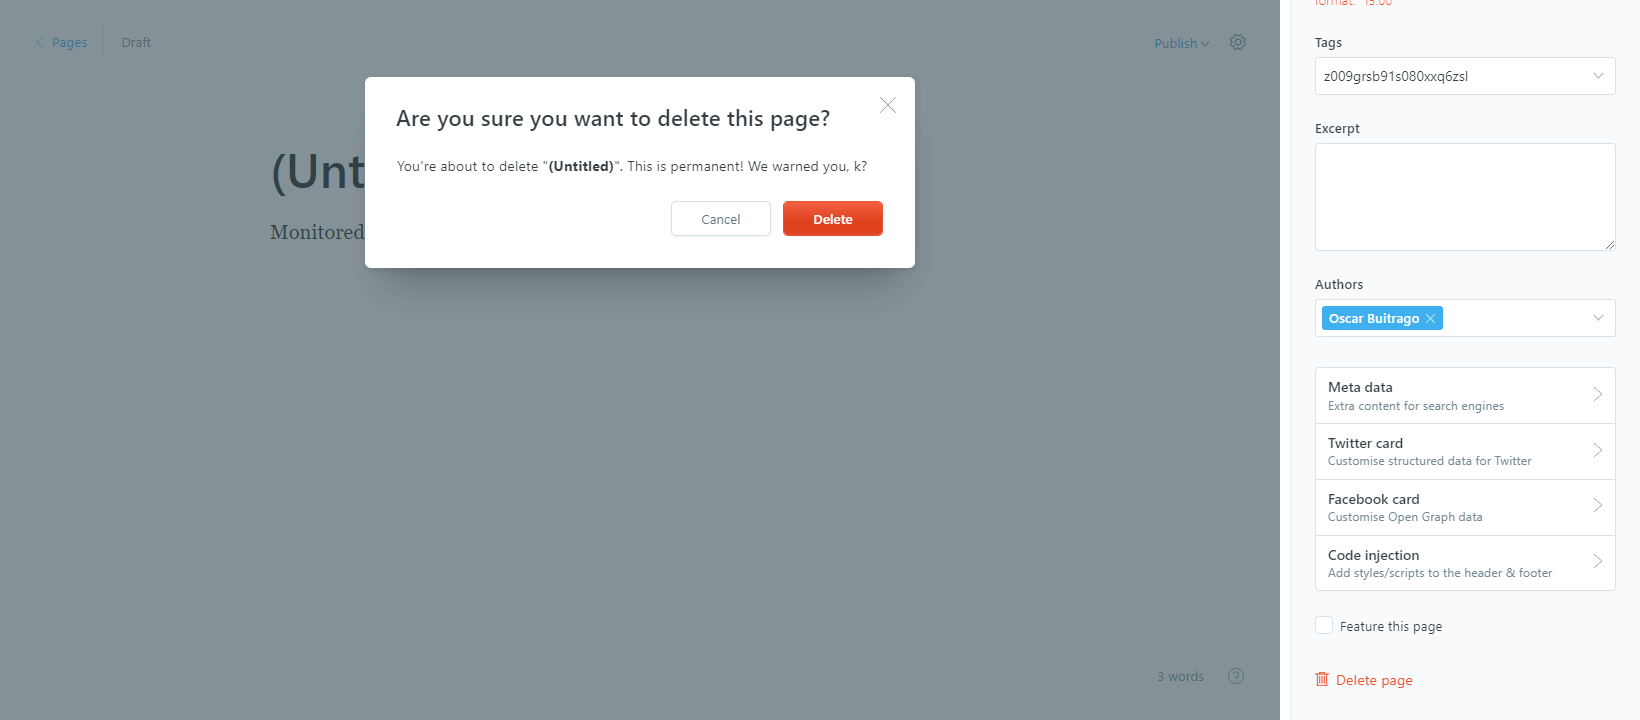 Pages
Draft
Publish
(Unt
Monitored
Are you sure you want to delete this page?
You're about to delete "(Untitled)". This is permanent! We warned you, k?
Cancel
Delete
3 words
?
format: "15:00"
Tags
z009grsb91s080xxq6zsl
Excerpt
Authors
Oscar Buitrago
Meta data
Extra content for search engines
Twitter card
Customise structured data for Twitter
Facebook card
Customise Open Graph data
Code injection
Add styles/scripts to the header & footer
Feature this page
Delete page